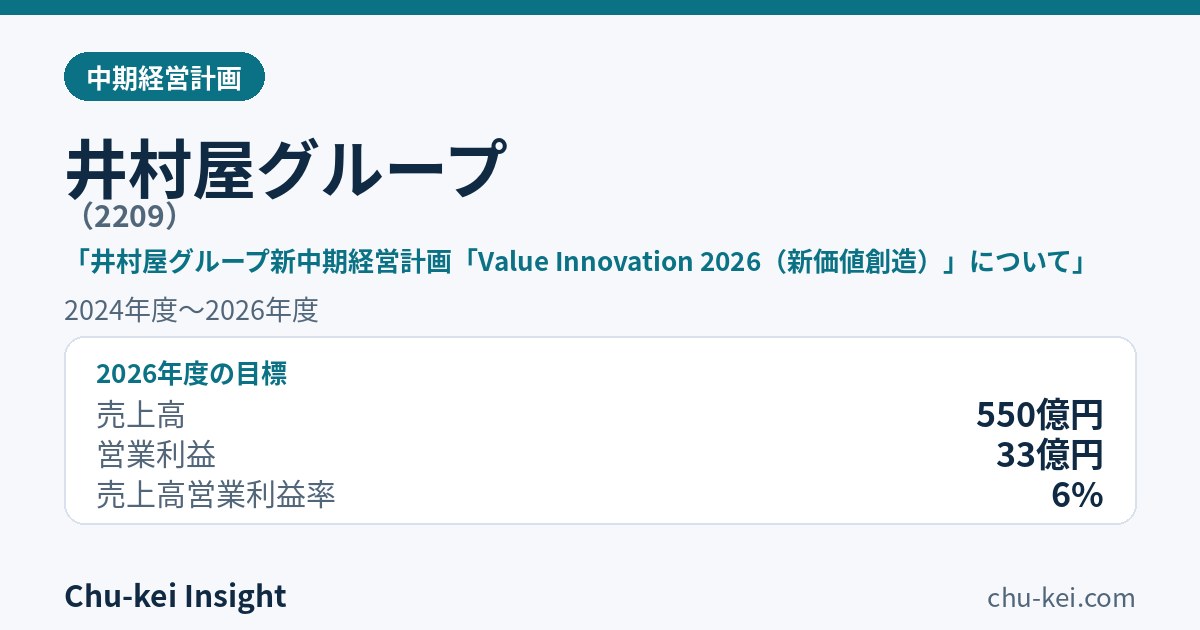 中期経営計画
井村屋グループ
（2209）
「井村屋グループ新中期経営計画「Value Innovation 2026（新価値創造）」について」
2024年度～2026年度
2026年度の目標
売上高 550億円
営業利益 33億円
売上高営業利益率 6%
Chu-kei Insight chu-kei.com